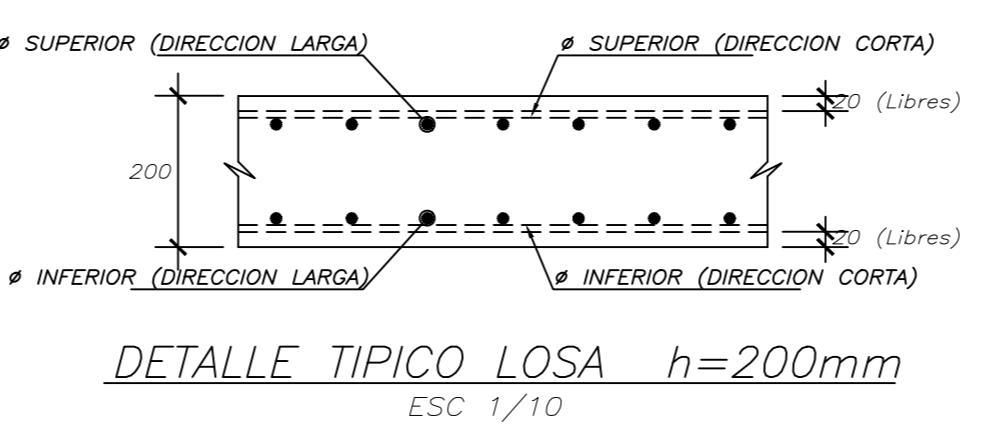 ø SUPERIOR (DIRECCION LARGA)
ø SUPERIOR (DIRECCION CORTA)
20 (Libres)
200
20 (Libres)
ø INFERIOR (DIRECCION LARGA)
ø INFERIOR (DIRECCION CORTA)
DETALLE TIPICO LOSA h=200mm
ESC 1/10